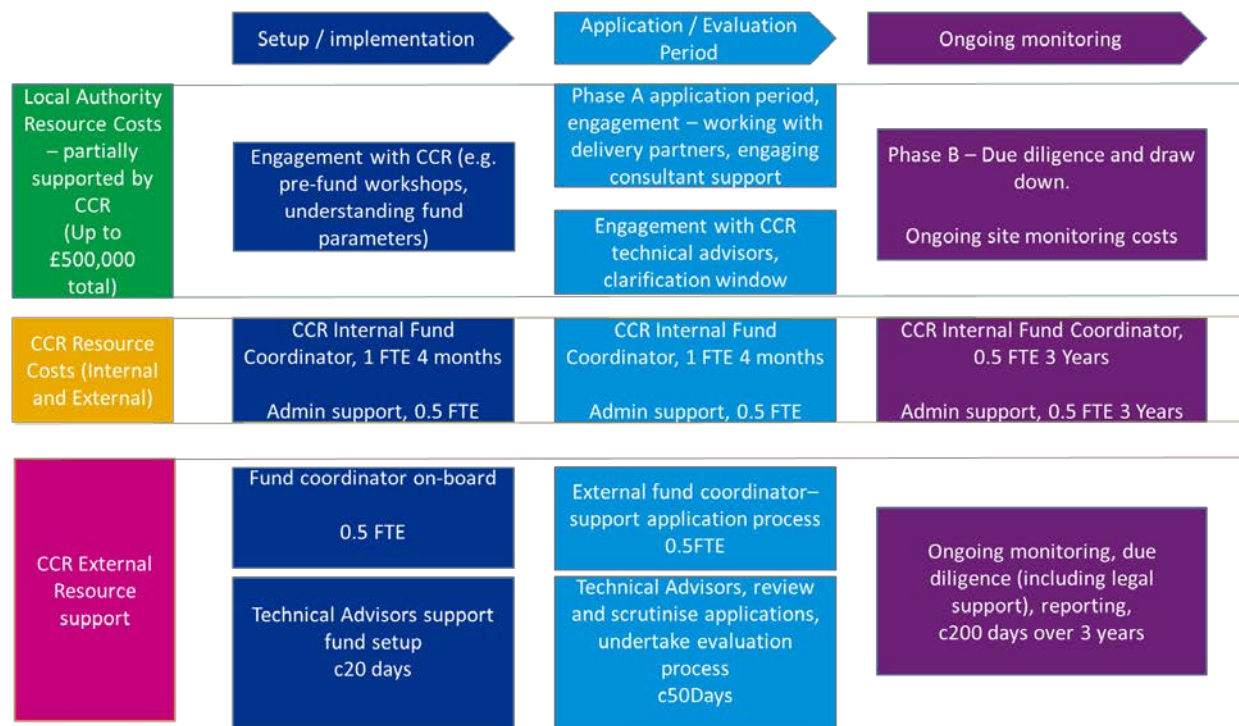 Setup / implementation
Application / Evaluation
Period
Ongoing monitoring
Local Authority
Resource Costs
– partially
supported by
CCR
(Up to
£500,000
total)
Engagement with CCR (e.g.
pre-fund workshops,
understanding fund
parameters)
Phase A application period,
engagement – working with
delivery partners, engaging
consultant support
Engagement with CCR
technical advisors,
clarification window
Phase B – Due diligence and draw
down.
Ongoing site monitoring costs
CCR Resource
Costs (Internal
and External)
CCR Internal Fund
Coordinator, 1 FTE 4 months
Admin support, 0.5 FTE
CCR Internal Fund
Coordinator, 1 FTE 4 months
Admin support, 0.5 FTE
CCR Internal Fund Coordinator,
0.5 FTE 3 Years
Admin support, 0.5 FTE 3 Years
CCR External
Resource
support
Fund coordinator on-board
0.5 FTE
Technical Advisors support
fund setup
c20 days
External fund coordinator–
support application process
0.5FTE
Technical Advisors, review
and scrutinise applications,
undertake evaluation
process
c50Days
Ongoing monitoring, due
diligence (including legal
support), reporting,
c200 days over 3 years